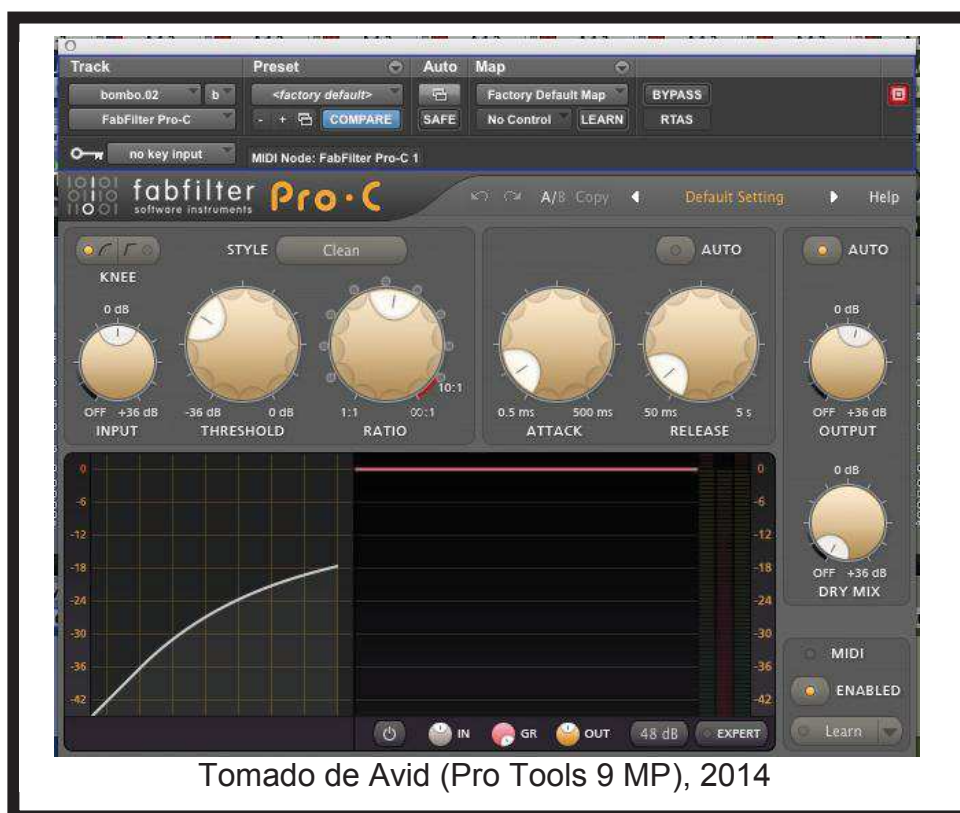 Track Preset Auto Map
bombo.02 b <factory default> Factory Default Map BYPASS
FabFilter Pro-C - + COMPARE SAFE No Control LEARN RTAS
no key input MIDI Node: FabFilter Pro-C 1
fabfilter Pro·C A/B Copy Default Setting Help
software instruments
STYLE Clean AUTO AUTO
KNEE
0 dB 0 dB
10:1
OFF +36 dB -36 dB 0 dB 1:1 ∞:1 0.5 ms 500 ms 50 ms 5 s OFF +36 dB
INPUT THRESHOLD RATIO ATTACK RELEASE OUTPUT
0 0 0 dB
-6 -6
-12 -12
-18 -18
OFF +36 dB
DRY MIX
-24 -24
-30 -30
MIDI
-36 -36
ENABLED
-42 -42
IN GR OUT 48 dB EXPERT Learn
Tomado de Avid (Pro Tools 9 MP), 2014